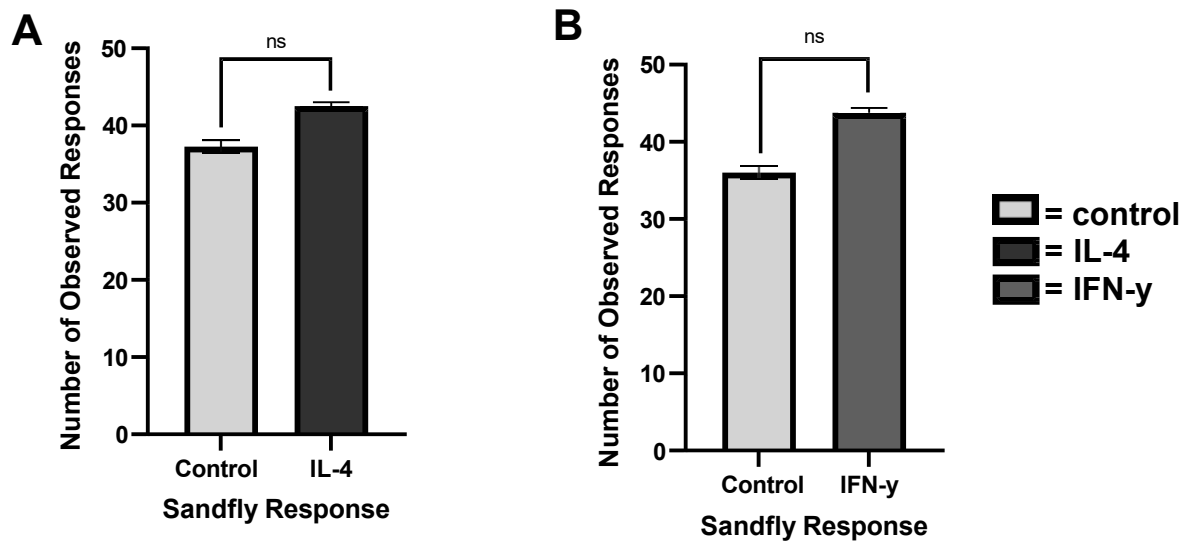 A
Number of Observed Responses
50
40
30
20
10
0
ns
Control IL-4
Sandfly Response
B
Number of Observed Responses
50
40
30
20
10
0
ns
Control IFN-y
Sandfly Response
= control
= IL-4
= IFN-y